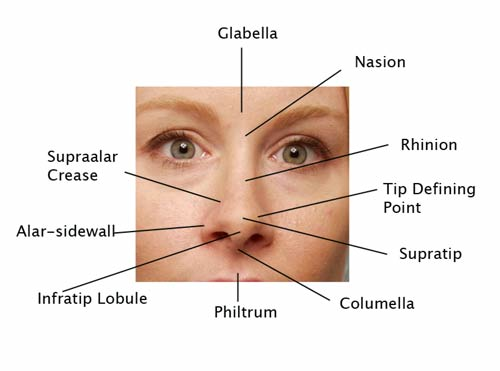 Glabella
Nasion
Rhinion
Supraalar
Crease
Tip Defining
Point
Alar-sidewall
Supratip
Infratip Lobule
Columella
Philtrum